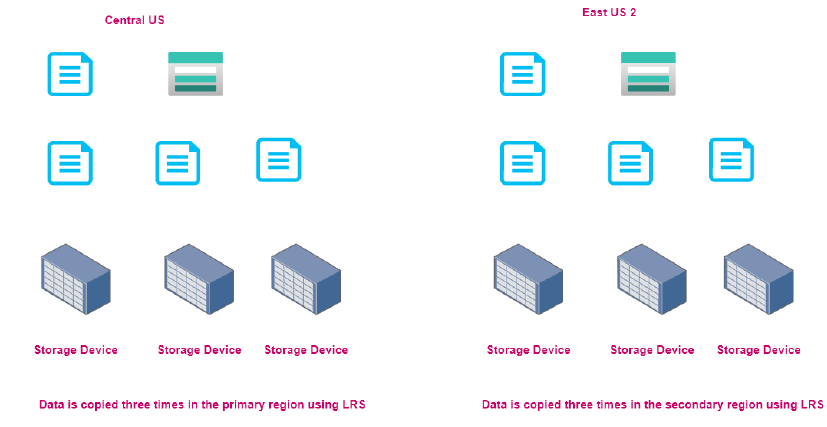 Central US
East US 2
Storage Device
Storage Device
Storage Device
Storage Device
Storage Device
Storage Device
Data is copied three times in the primary region using LRS
Data is copied three times in the secondary region using LRS